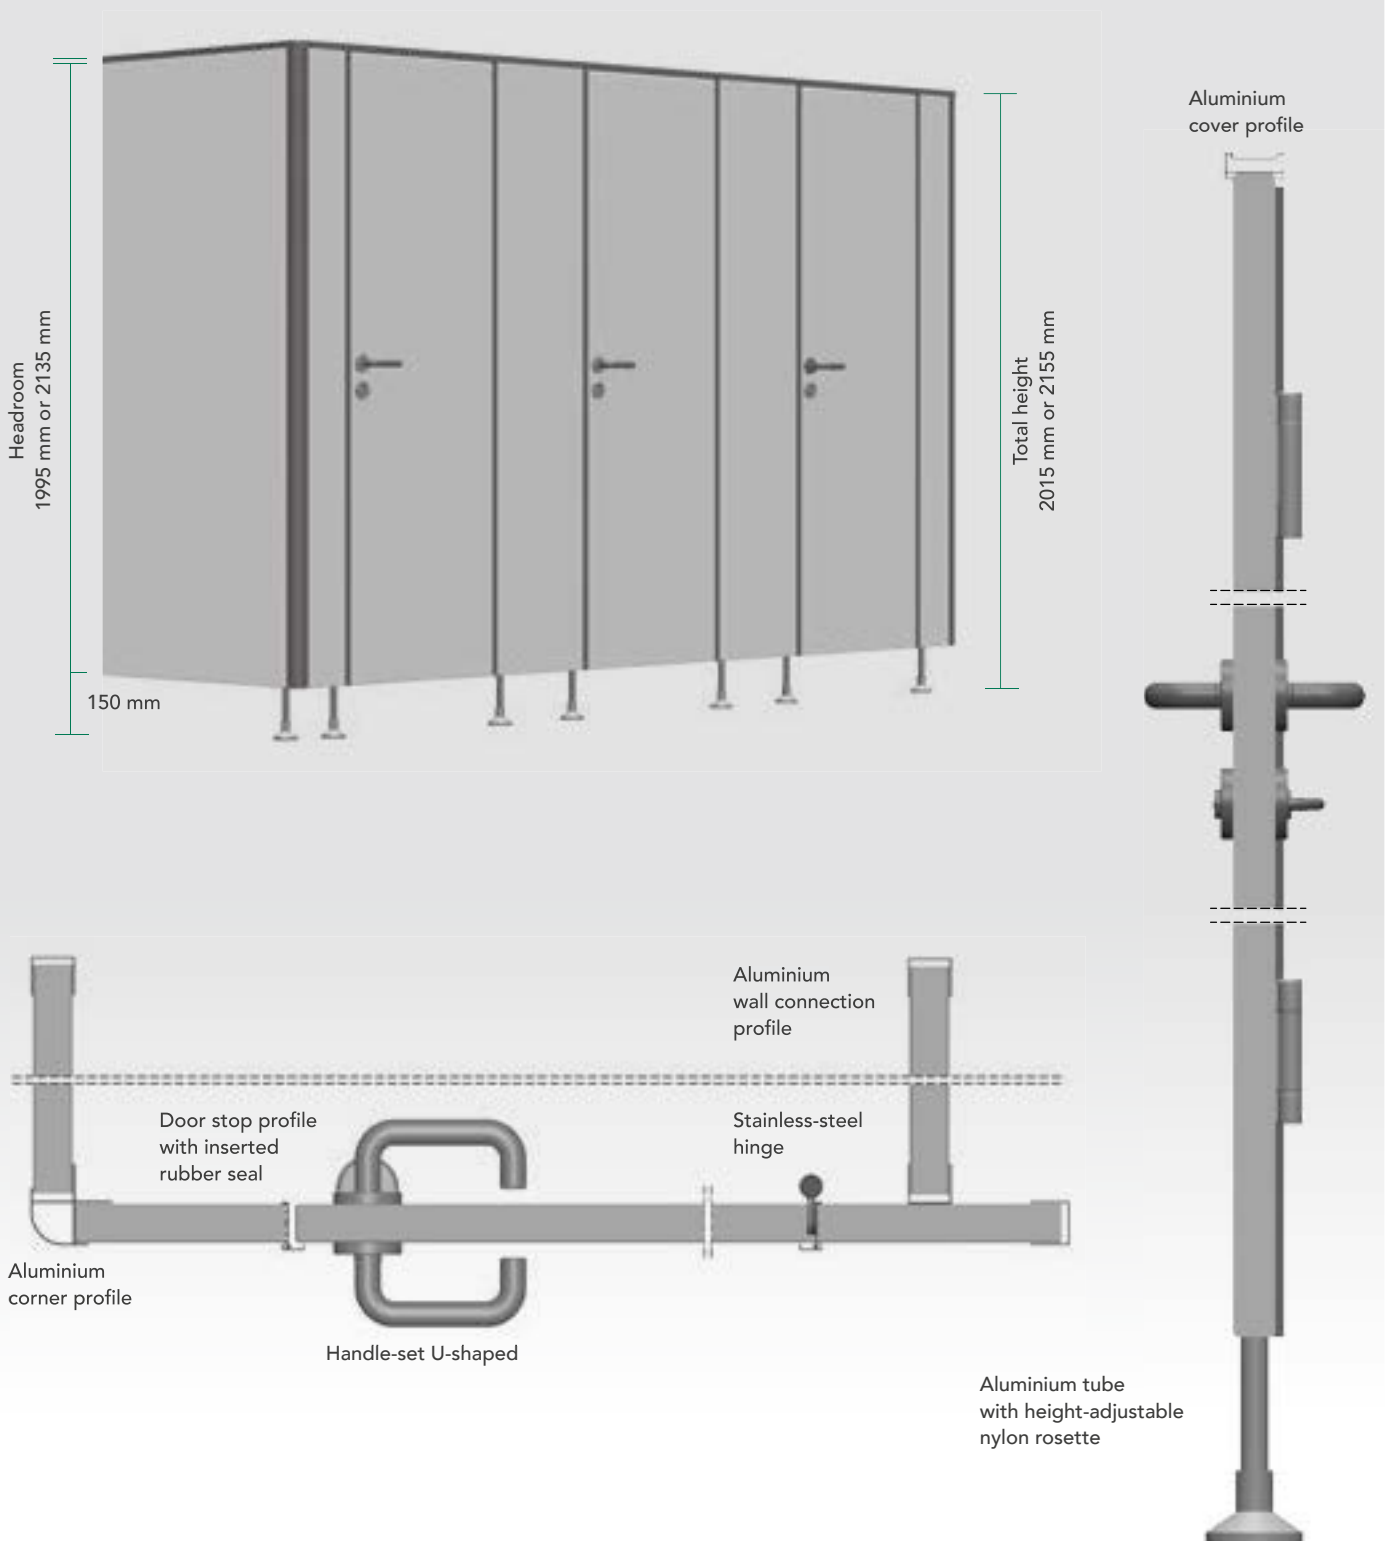 Aluminium
cover profile
Headroom
1995 mm or 2135 mm
Total height
2015 mm or 2155 mm
150 mm
Aluminium
wall connection
profile
Door stop profile
with inserted
rubber seal
Stainless-steel
hinge
Aluminium
corner profile
Handle-set U-shaped
Aluminium tube
with height-adjustable
nylon rosette